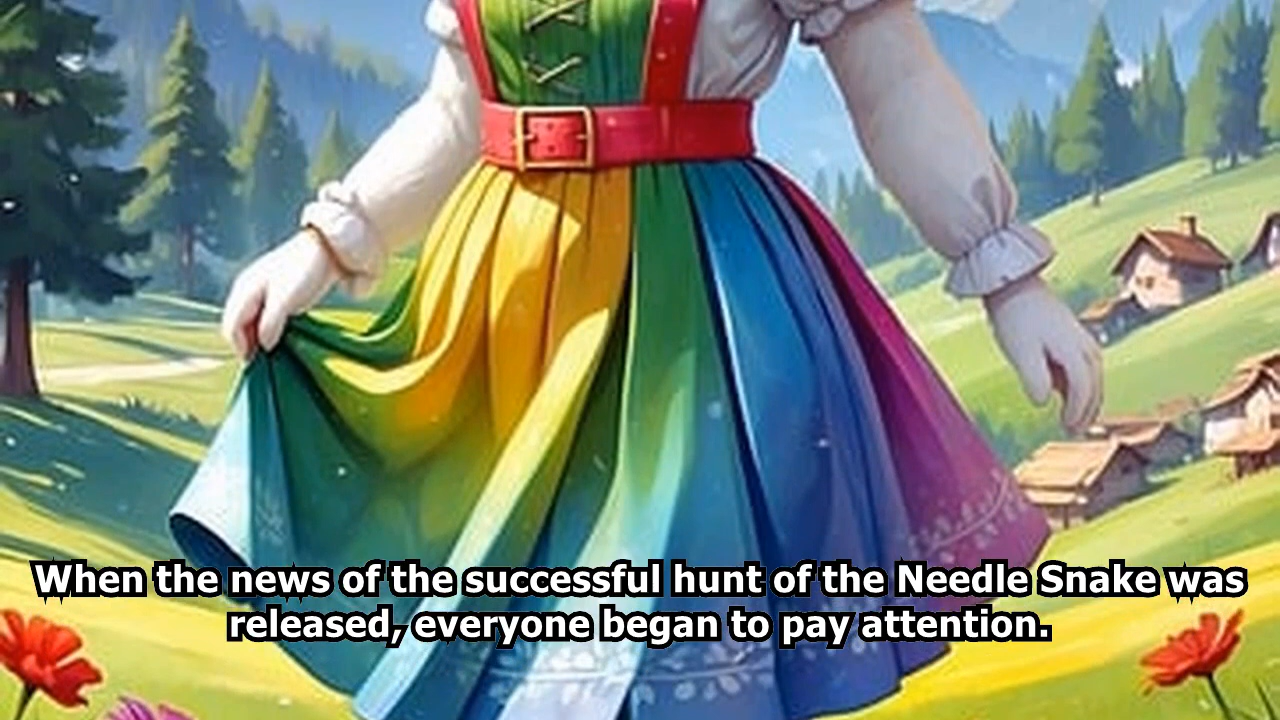 When the news of the successful hunt of the Needle Snake was
released, everyone began to pay attention.